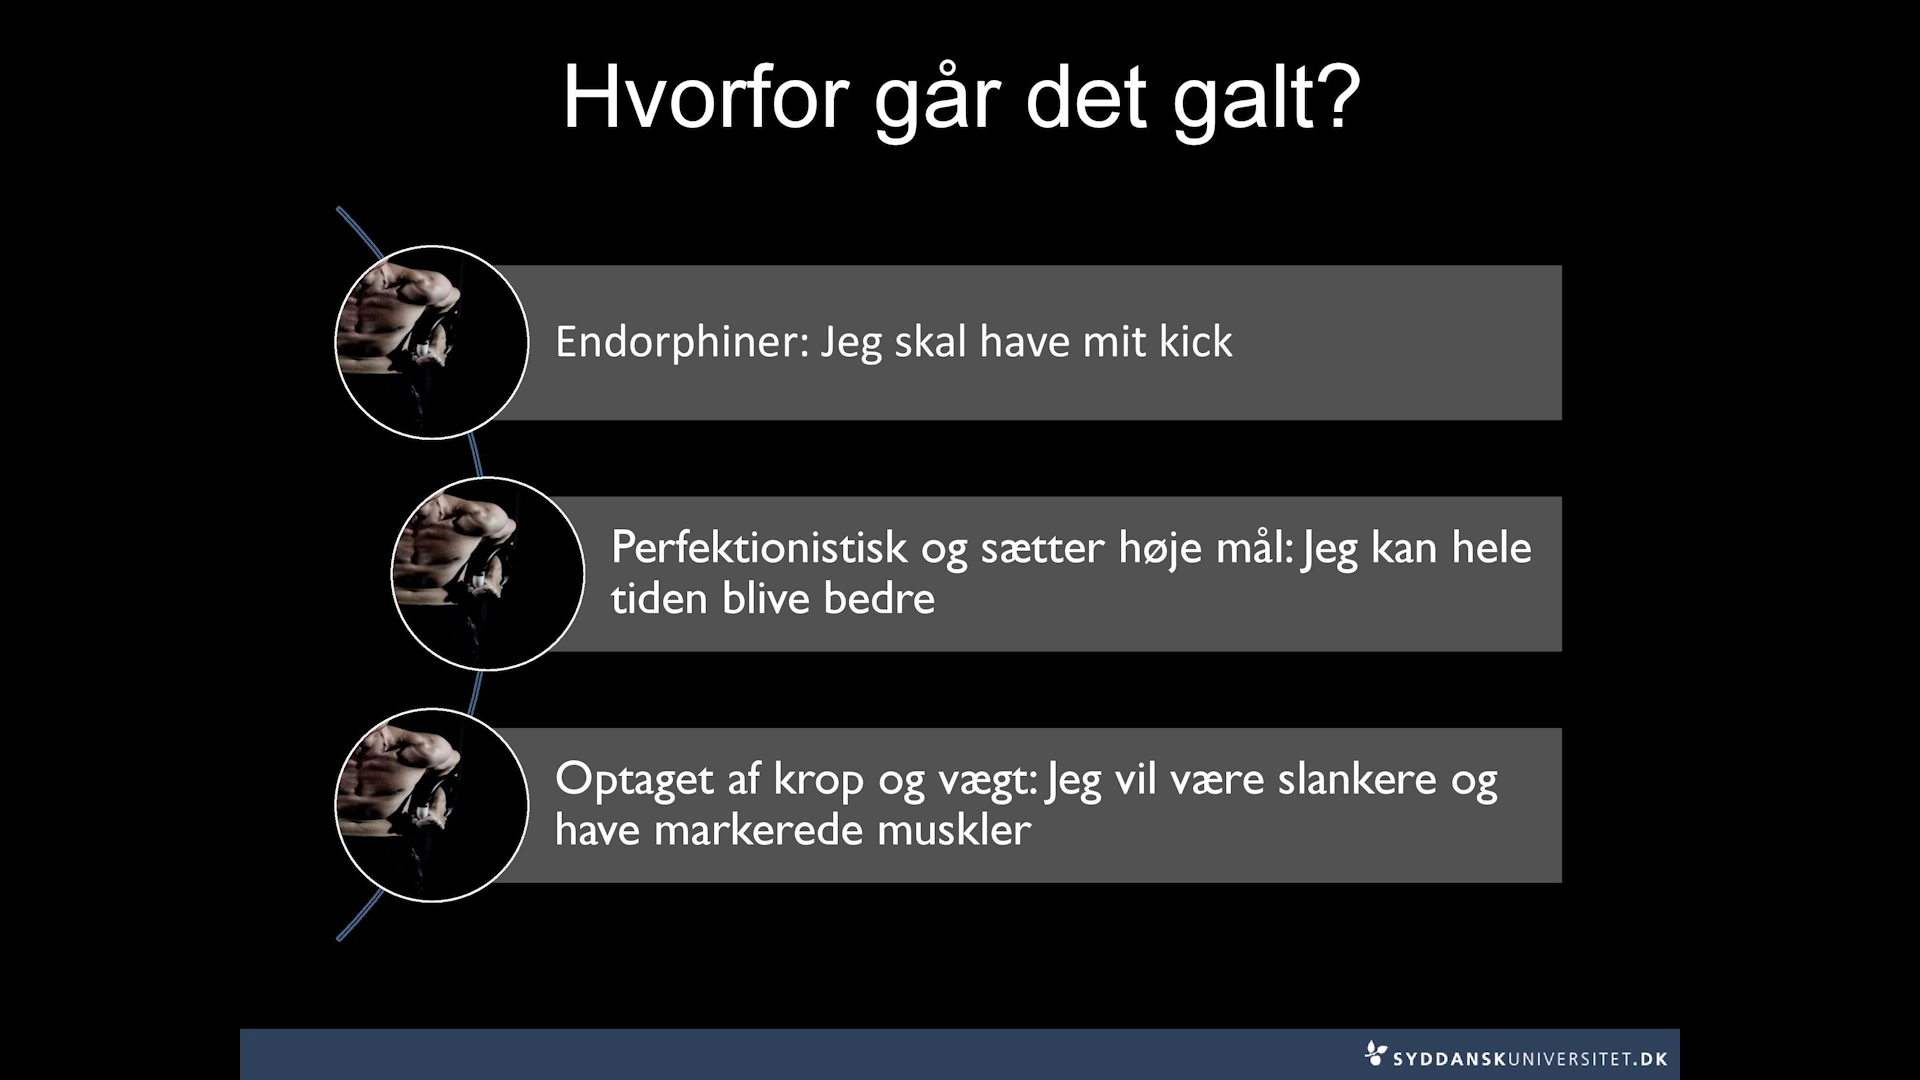 Hvorfor går det galt?
Endorphiner: Jeg skal have mit kick
Perfektionistisk og sætter høje mål: Jeg kan hele
tiden blive bedre
Optaget af krop og vægt: Jeg vil være slankere og
have markerede muskler
SYDDANSKUNIVERSITET.DK